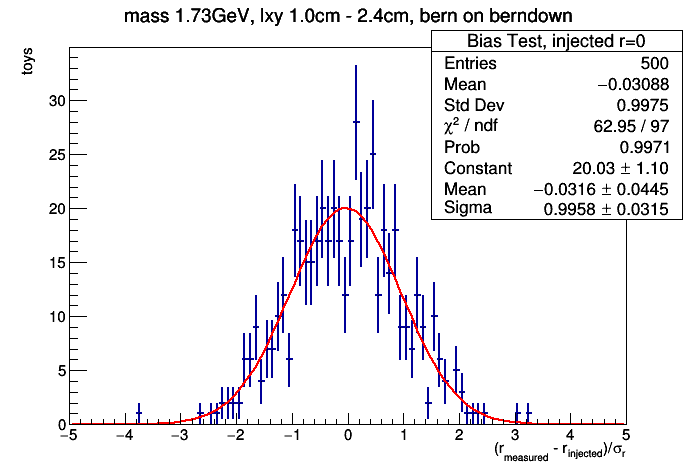 mass 1.73GeV, lxy 1.0cm - 2.4cm, bern on berndown
Bias Test, injected r=0
Entries 500
Mean −0.03088
Std Dev 0.9975
χ² / ndf 62.95 / 97
Prob 0.9971
Constant 20.03 ± 1.10
Mean −0.0316 ± 0.0445
Sigma 0.9958 ± 0.0315
toys
30
25
20
15
10
5
0
−5 −4 −3 −2 −1 0 1 2 3 4 5
(r_measured - r_injected)/σ_r